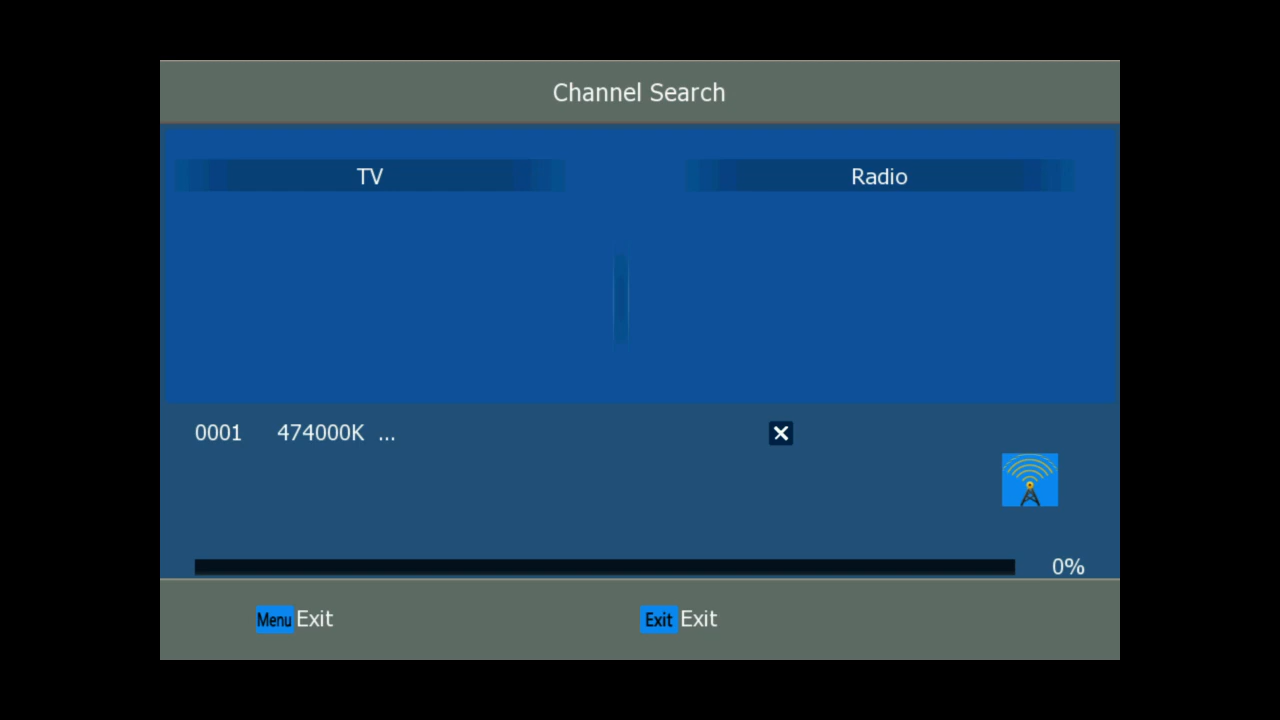 Channel Search
TV Radio
0001 474000K ...
0%
Menu Exit Exit Exit